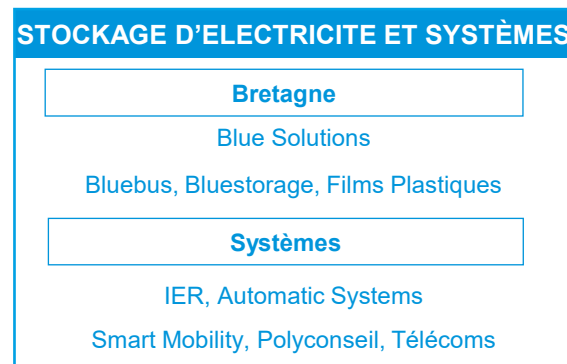 STOCKAGE D’ELECTRICITE ET SYSTÈMES
Bretagne
Blue Solutions
Bluebus, Bluestorage, Films Plastiques
Systèmes
IER, Automatic Systems
Smart Mobility, Polyconseil, Télécoms